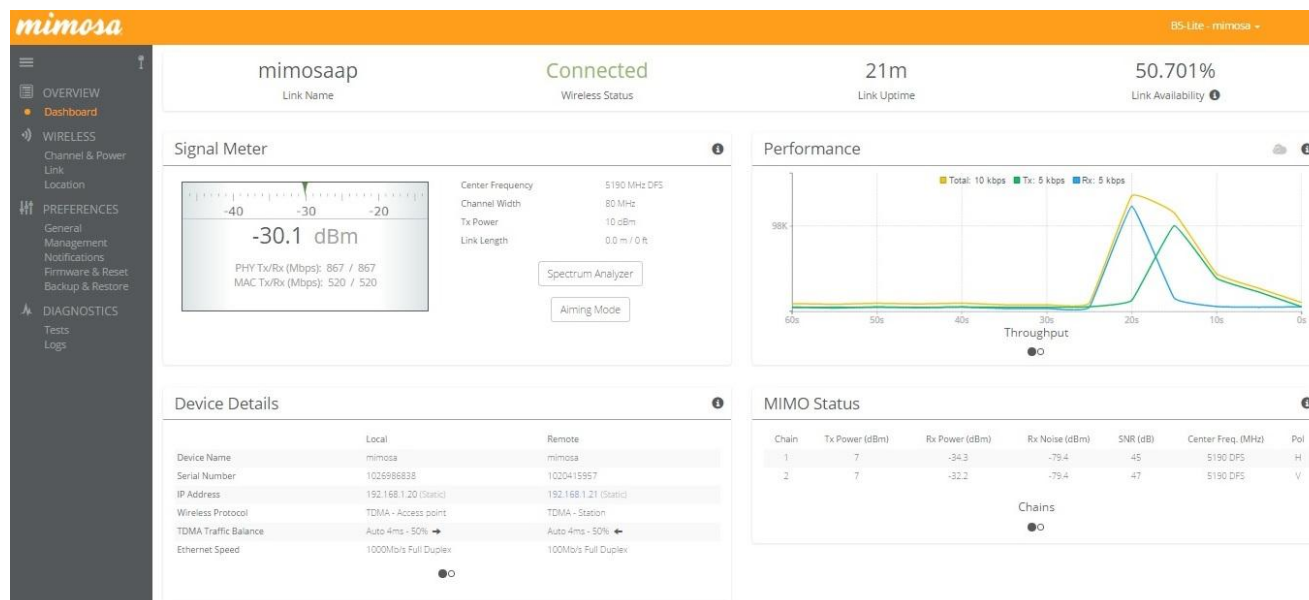 mimosa
B5-Lite - mimosa
OVERVIEW
Dashboard
WIRELESS
Channel & Power
Link
Location
PREFERENCES
General
Management
Notifications
Firmware & Reset
Backup & Restore
DIAGNOSTICS
Tests
Logs
mimosaap Connected 21m 50.701%
Link Name Wireless Status Link Uptime Link Availability
Signal Meter
-40 -30 -20
-30.1 dBm
PHY Tx/Rx (Mbps): 867 / 867
MAC Tx/Rx (Mbps): 520 / 520
Center Frequency 5190 MHz DFS
Channel Width 80 MHz
Tx Power 10 dBm
Link Length 0.0 m / 0 ft
Spectrum Analyzer
Aiming Mode
Performance
Total: 10 kbps Tx: 5 kbps Rx: 5 kbps
98K
60s 50s 40s 30s 20s 10s 0s
Throughput
Device Details
Local Remote
Device Name mimosa mimosa
Serial Number 1026986838 1020415957
IP Address 192.168.1.20 (Static) 192.168.1.21 (Static)
Wireless Protocol TDMA - Access point TDMA - Station
TDMA Traffic Balance Auto 4ms - 50% → Auto 4ms - 50% ←
Ethernet Speed 1000Mb/s Full Duplex 100Mb/s Full Duplex
MIMO Status
Chain Tx Power (dBm) Rx Power (dBm) Rx Noise (dBm) SNR (dB) Center Freq. (MHz) Pol
1 7 -34.3 -79.4 45 5190 DFS H
2 7 -32.2 -79.4 47 5190 DFS V
Chains